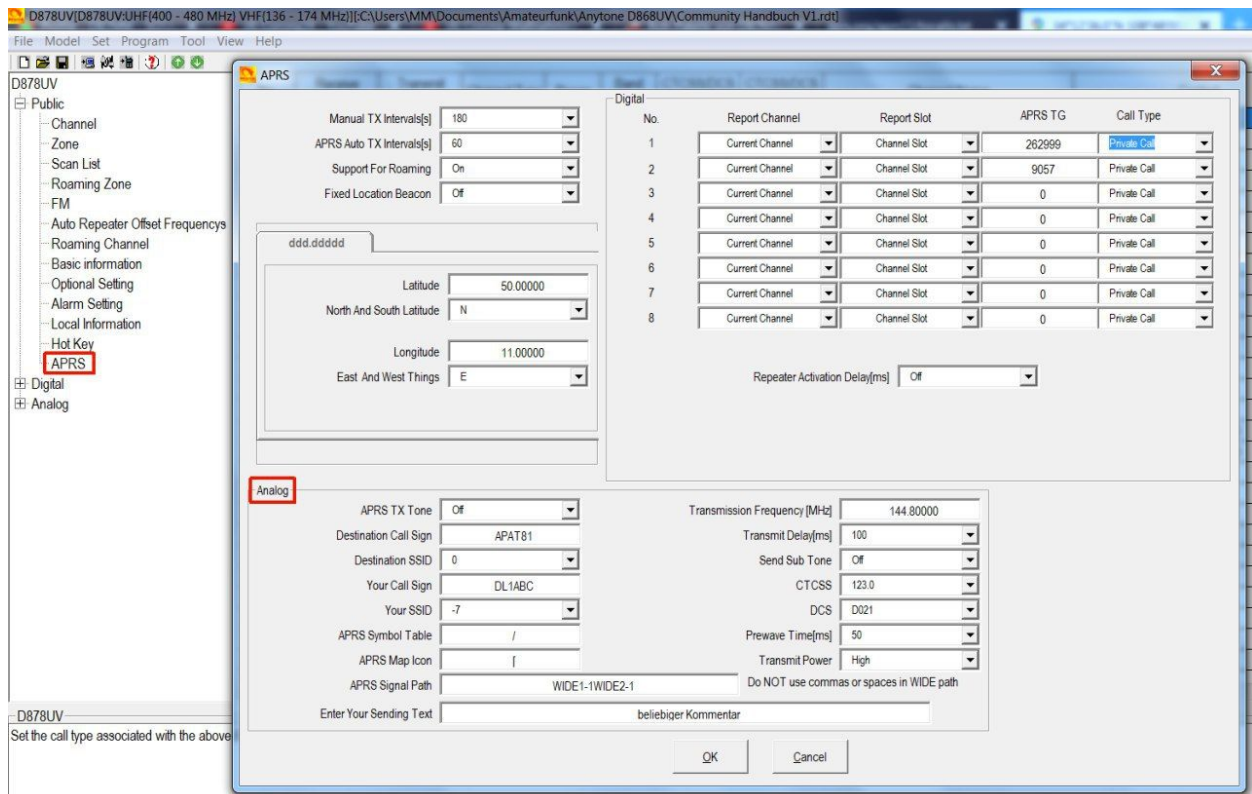 D878UV[D878UV:UHF{400 - 480 MHz} VHF{136 - 174 MHz}][:C:\Users\MM\Documents\Amateurfunk\Anytone D868UV\Community Handbuch V1.rdt]
File Model Set Program Tool View Help
D878UV
Public
Channel
Zone
Scan List
Roaming Zone
FM
Auto Repeater Offset Frequencys
Roaming Channel
Basic information
Optional Setting
Alarm Setting
Local Information
Hot Key
APRS
Digital
Analog
D878UV
Set the call type associated with the above
APRS
Manual TX Intervals[s] 180
APRS Auto TX Intervals[s] 60
Support For Roaming On
Fixed Location Beacon Off
ddd.ddddd
Latitude 50.00000
North And South Latitude N
Longitude 11.00000
East And West Things E
Digital
No. Report Channel Report Slot APRS TG Call Type
1 Current Channel Channel Slot 262999 Private Call
2 Current Channel Channel Slot 9057 Private Call
3 Current Channel Channel Slot 0 Private Call
4 Current Channel Channel Slot 0 Private Call
5 Current Channel Channel Slot 0 Private Call
6 Current Channel Channel Slot 0 Private Call
7 Current Channel Channel Slot 0 Private Call
8 Current Channel Channel Slot 0 Private Call
Repeater Activation Delay[ms] Off
Analog
APRS TX Tone Off
Destination Call Sign APAT81
Destination SSID 0
Your Call Sign DL1ABC
Your SSID -7
APRS Symbol Table /
APRS Map Icon [
APRS Signal Path WIDE1-1WIDE2-1
Enter Your Sending Text beliebiger Kommentar
Transmission Frequency [MHz] 144.80000
Transmit Delay[ms] 100
Send Sub Tone Off
CTCSS 123.0
DCS D021
Prewave Time[ms] 50
Transmit Power High
Do NOT use commas or spaces in WIDE path
OK Cancel